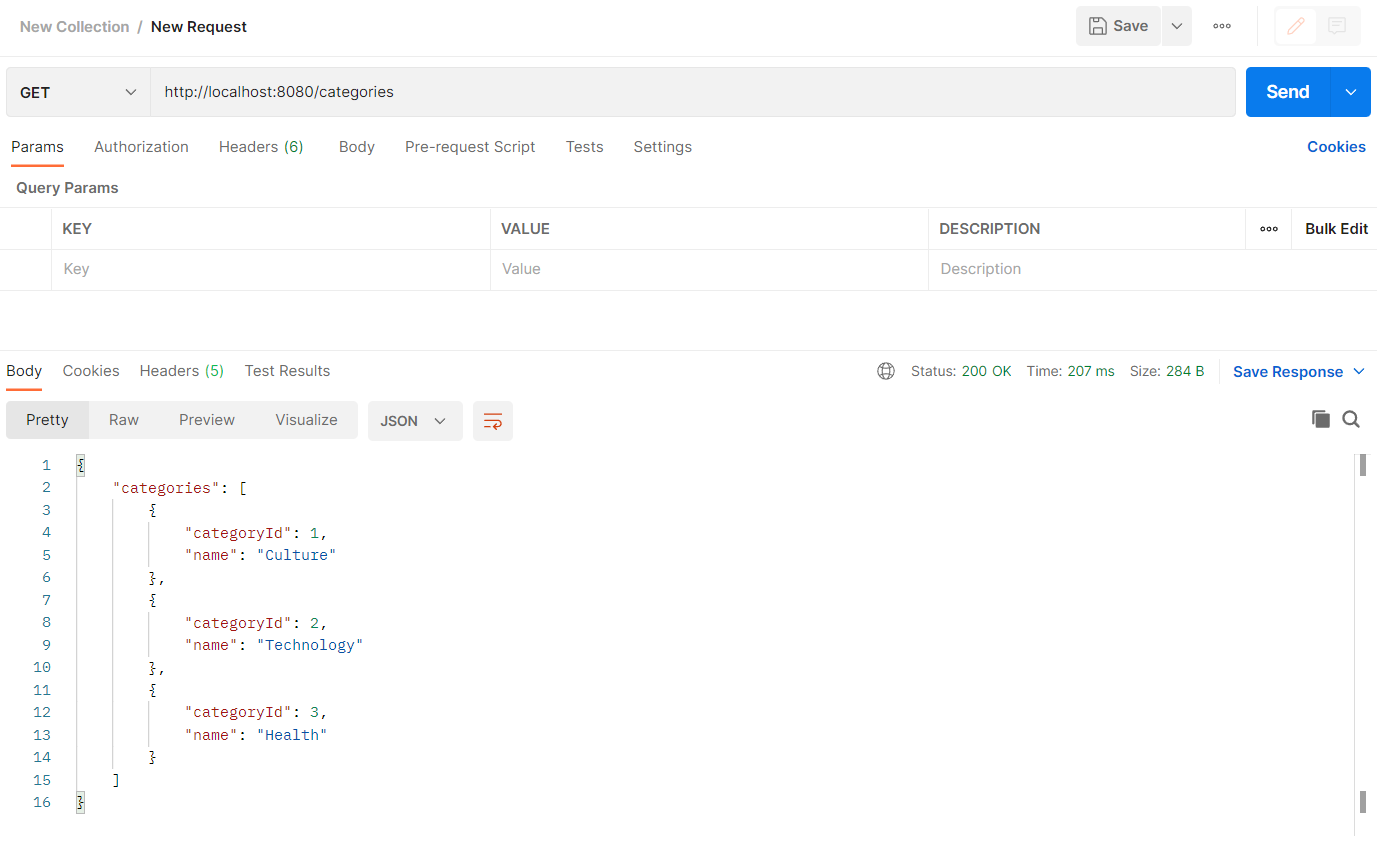 New Collection / New Request
Save
GET http://localhost:8080/categories Send
Params Authorization Headers (6) Body Pre-request Script Tests Settings Cookies
Query Params
KEY VALUE DESCRIPTION Bulk Edit
Key Value Description
Body Cookies Headers (5) Test Results Status: 200 OK Time: 207 ms Size: 284 B Save Response
Pretty Raw Preview Visualize JSON
1 {
2 "categories": [
3 {
4 "categoryId": 1,
5 "name": "Culture"
6 },
7 {
8 "categoryId": 2,
9 "name": "Technology"
10 },
11 {
12 "categoryId": 3,
13 "name": "Health"
14 }
15 ]
16 }